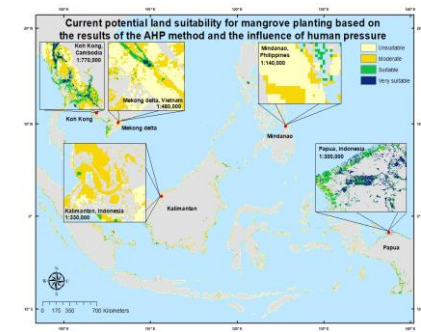 Current potential land suitability for mangrove planting based on
the results of the AHP method and the influence of human pressure
Koh Kong,
Cambodia
1:770,000
Mekong delta, Vietnam
1:460,000
Mindanao,
Philippines
1:140,000
Unsuitable
Moderate
Suitable
Very suitable
Koh Kong
Mekong delta
Mindanao
Papua, Indonesia
1:300,000
Kalimantan, Indonesia
1:330,000
Kalimantan
Papua
0 175 350 700 Kilometers